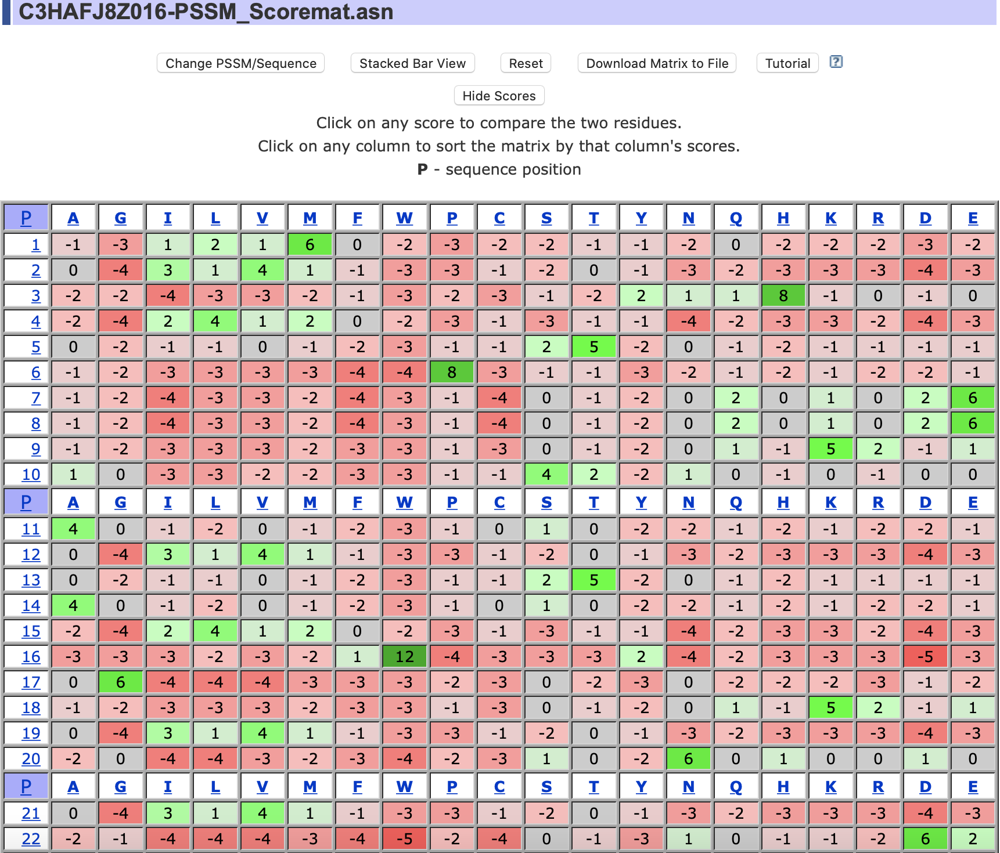 C3HAFJ8Z016-PSSM_Scoremat.asn
Change PSSM/Sequence Stacked Bar View Reset Download Matrix to File Tutorial ?
Hide Scores
Click on any score to compare the two residues.
Click on any column to sort the matrix by that column's scores.
P - sequence position
P A G I L V M F W P C S T Y N Q H K R D E
1 -1 -3 1 2 1 6 0 -2 -3 -2 -2 -1 -1 -2 0 -2 -2 -2 -3 -2
2 0 -4 3 1 4 1 -1 -3 -3 -1 -2 0 -1 -3 -2 -3 -3 -3 -4 -3
3 -2 -2 -4 -3 -3 -2 -1 -3 -2 -3 -1 -2 2 1 1 8 -1 0 -1 0
4 -2 -4 2 4 1 2 0 -2 -3 -1 -3 -1 -1 -4 -2 -3 -3 -2 -4 -3
5 0 -2 -1 -1 0 -1 -2 -3 -1 -1 2 5 -2 0 -1 -2 -1 -1 -1 -1
6 -1 -2 -3 -3 -3 -3 -4 -4 8 -3 -1 -1 -3 -2 -1 -2 -1 -2 -2 -1
7 -1 -2 -4 -3 -3 -2 -4 -3 -1 -4 0 -1 -2 0 2 0 1 0 2 6
8 -1 -2 -4 -3 -3 -2 -4 -3 -1 -4 0 -1 -2 0 2 0 1 0 2 6
9 -1 -2 -3 -3 -3 -2 -3 -3 -1 -3 0 -1 -2 0 1 -1 5 2 -1 1
10 1 0 -3 -3 -2 -2 -3 -3 -1 -1 4 2 -2 1 0 -1 0 -1 0 0
P A G I L V M F W P C S T Y N Q H K R D E
11 4 0 -1 -2 0 -1 -2 -3 -1 0 1 0 -2 -2 -1 -2 -1 -2 -2 -1
12 0 -4 3 1 4 1 -1 -3 -3 -1 -2 0 -1 -3 -2 -3 -3 -3 -4 -3
13 0 -2 -1 -1 0 -1 -2 -3 -1 -1 2 5 -2 0 -1 -2 -1 -1 -1 -1
14 4 0 -1 -2 0 -1 -2 -3 -1 0 1 0 -2 -2 -1 -2 -1 -2 -2 -1
15 -2 -4 2 4 1 2 0 -2 -3 -1 -3 -1 -1 -4 -2 -3 -3 -2 -4 -3
16 -3 -3 -3 -2 -3 -2 1 12 -4 -3 -3 -3 2 -4 -2 -3 -3 -3 -5 -3
17 0 6 -4 -4 -4 -3 -3 -3 -2 -3 0 -2 -3 0 -2 -2 -2 -3 -1 -2
18 -1 -2 -3 -3 -3 -2 -3 -3 -1 -3 0 -1 -2 0 1 -1 5 2 -1 1
19 0 -4 3 1 4 1 -1 -3 -3 -1 -2 0 -1 -3 -2 -3 -3 -3 -4 -3
20 -2 0 -4 -4 -3 -2 -3 -4 -2 -3 1 0 -2 6 0 1 0 0 1 0
P A G I L V M F W P C S T Y N Q H K R D E
21 0 -4 3 1 4 1 -1 -3 -3 -1 -2 0 -1 -3 -2 -3 -3 -3 -4 -3
22 -2 -1 -4 -4 -4 -3 -4 -5 -2 -4 0 -1 -3 1 0 -1 -1 -2 6 2